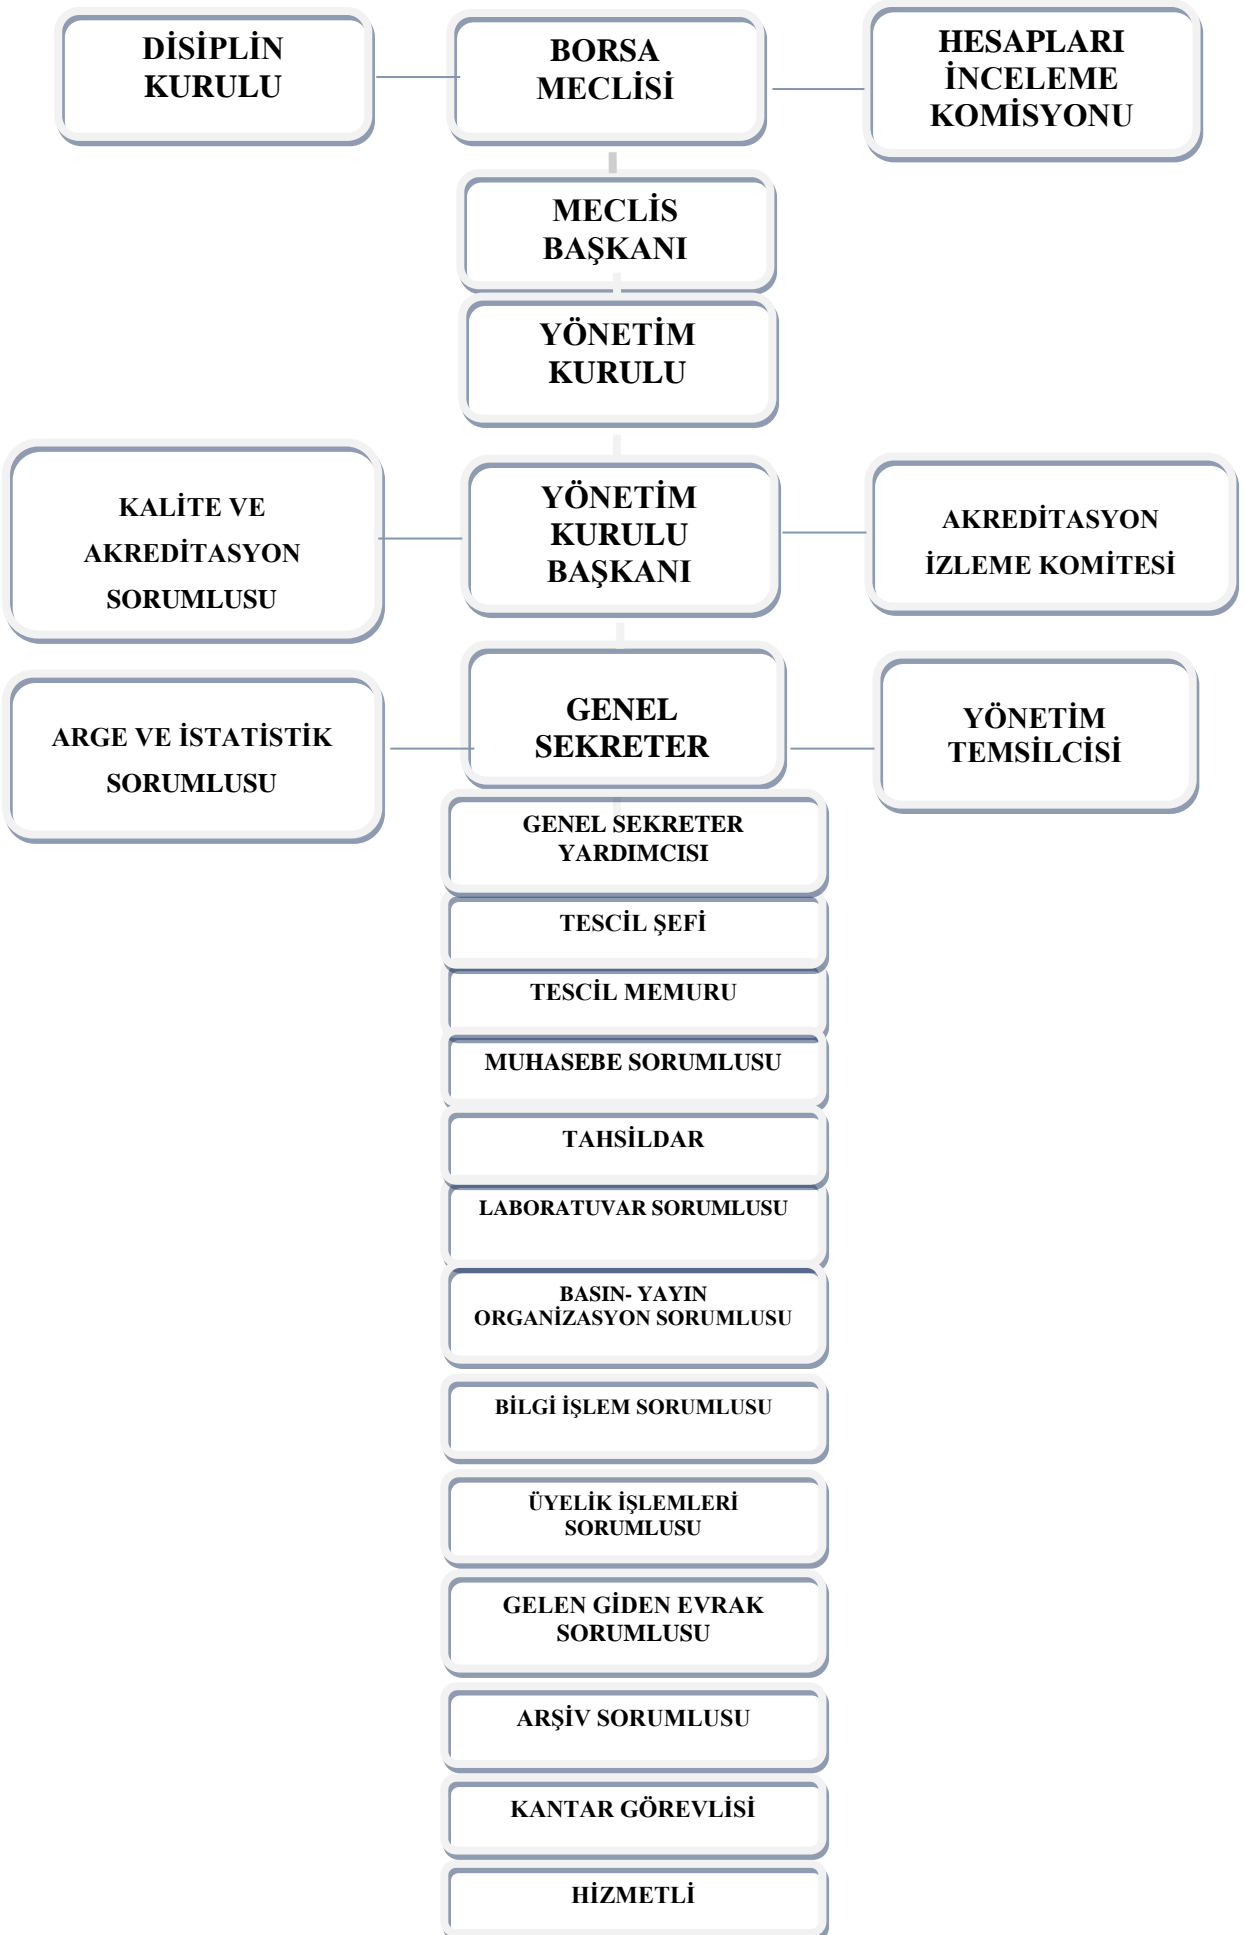 DİSİPLİN
KURULU
BORSA
MECLİSİ
HESAPLARI
İNCELEME
KOMİSYONU
MECLİS
BAŞKANI
YÖNETİM
KURULU
KALİTE VE
AKREDİTASYON
SORUMLUSU
YÖNETİM
KURULU
BAŞKANI
AKREDİTASYON
İZLEME KOMİTESİ
ARGE VE İSTATİSTİK
SORUMLUSU
GENEL
SEKRETER
YÖNETİM
TEMSİLCİSİ
GENEL SEKRETER
YARDIMCISI
TESCİL ŞEFİ
TESCİL MEMURU
MUHASEBE SORUMLUSU
TAHSİLDAR
LABORATUVAR SORUMLUSU
BASIN- YAYIN
ORGANİZASYON SORUMLUSU
BİLGİ İŞLEM SORUMLUSU
ÜYELİK İŞLEMLERİ
SORUMLUSU
GELEN GİDEN EVRAK
SORUMLUSU
ARŞİV SORUMLUSU
KANTAR GÖREVLİSİ
HİZMETLİ